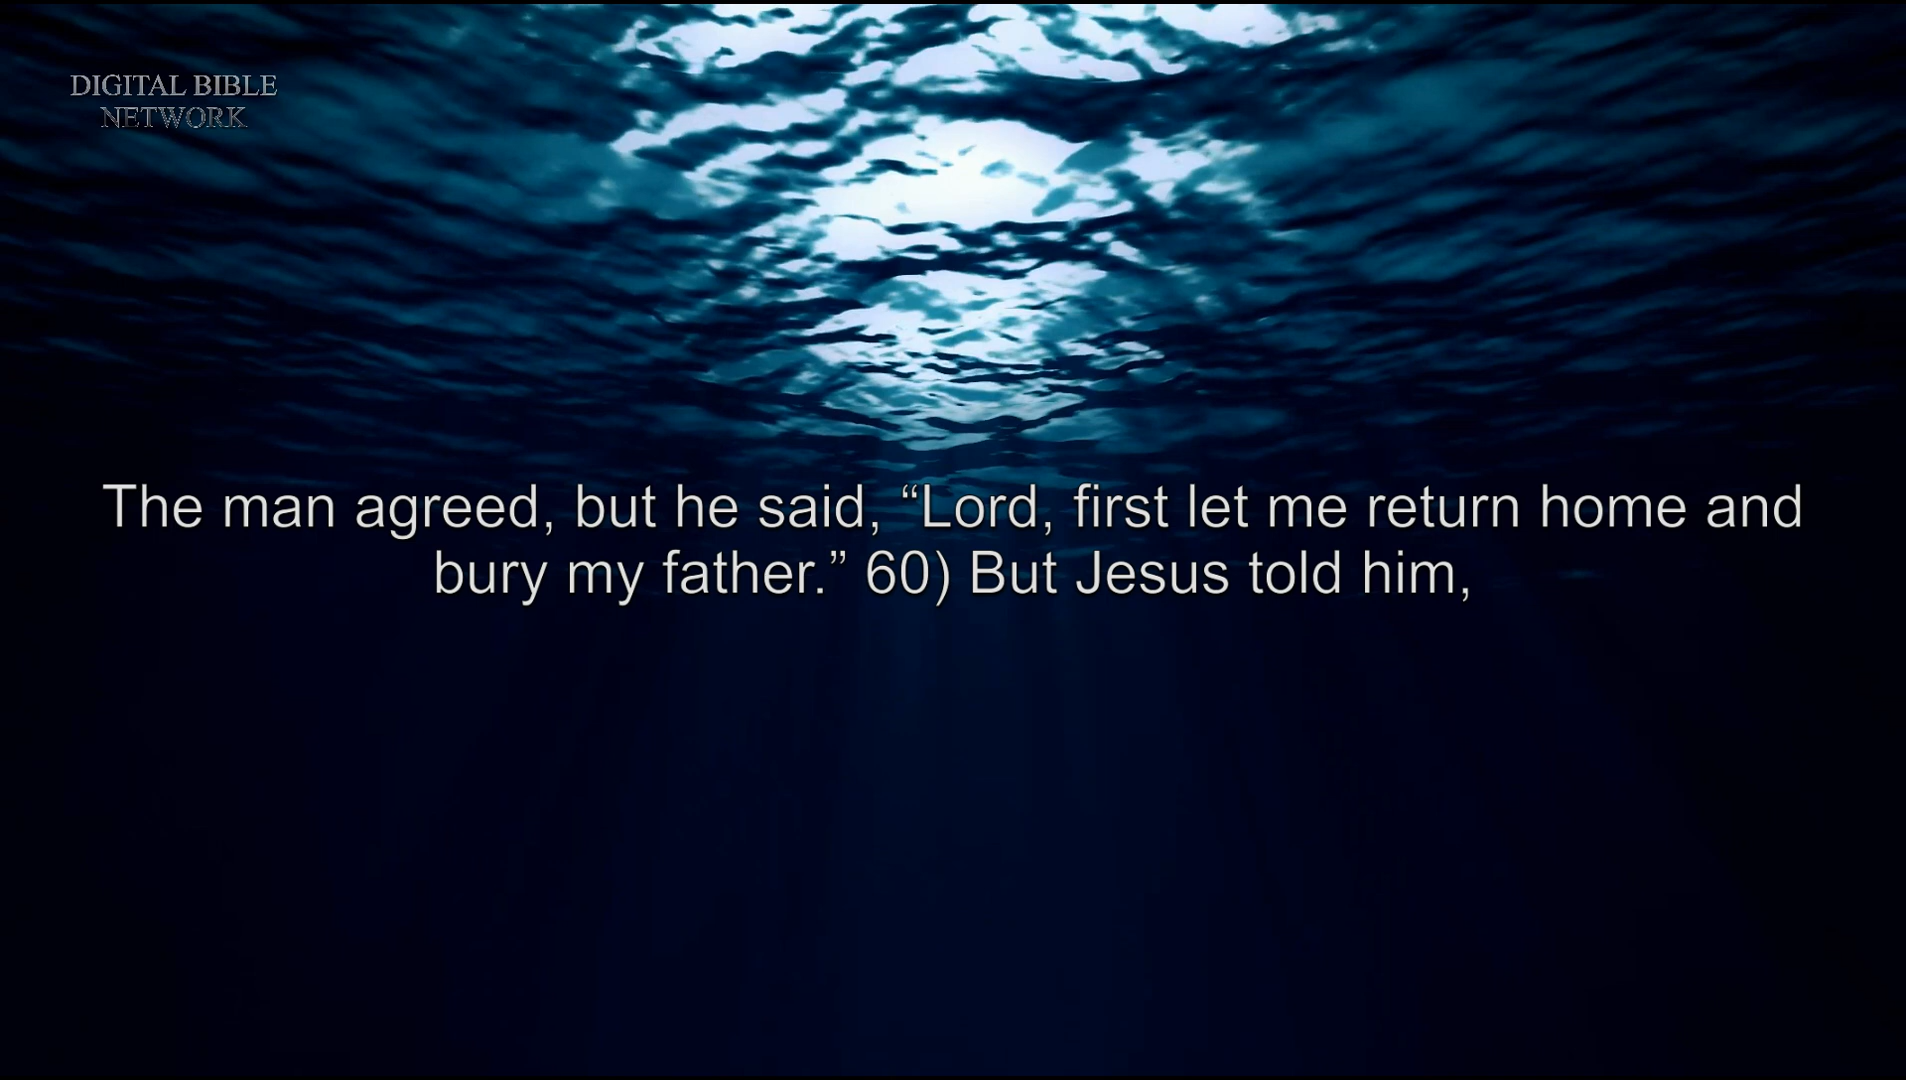 DIGITAL BIBLE
NETWORK
The man agreed, but he said, “Lord, first let me return home and
bury my father.” 60) But Jesus told him,